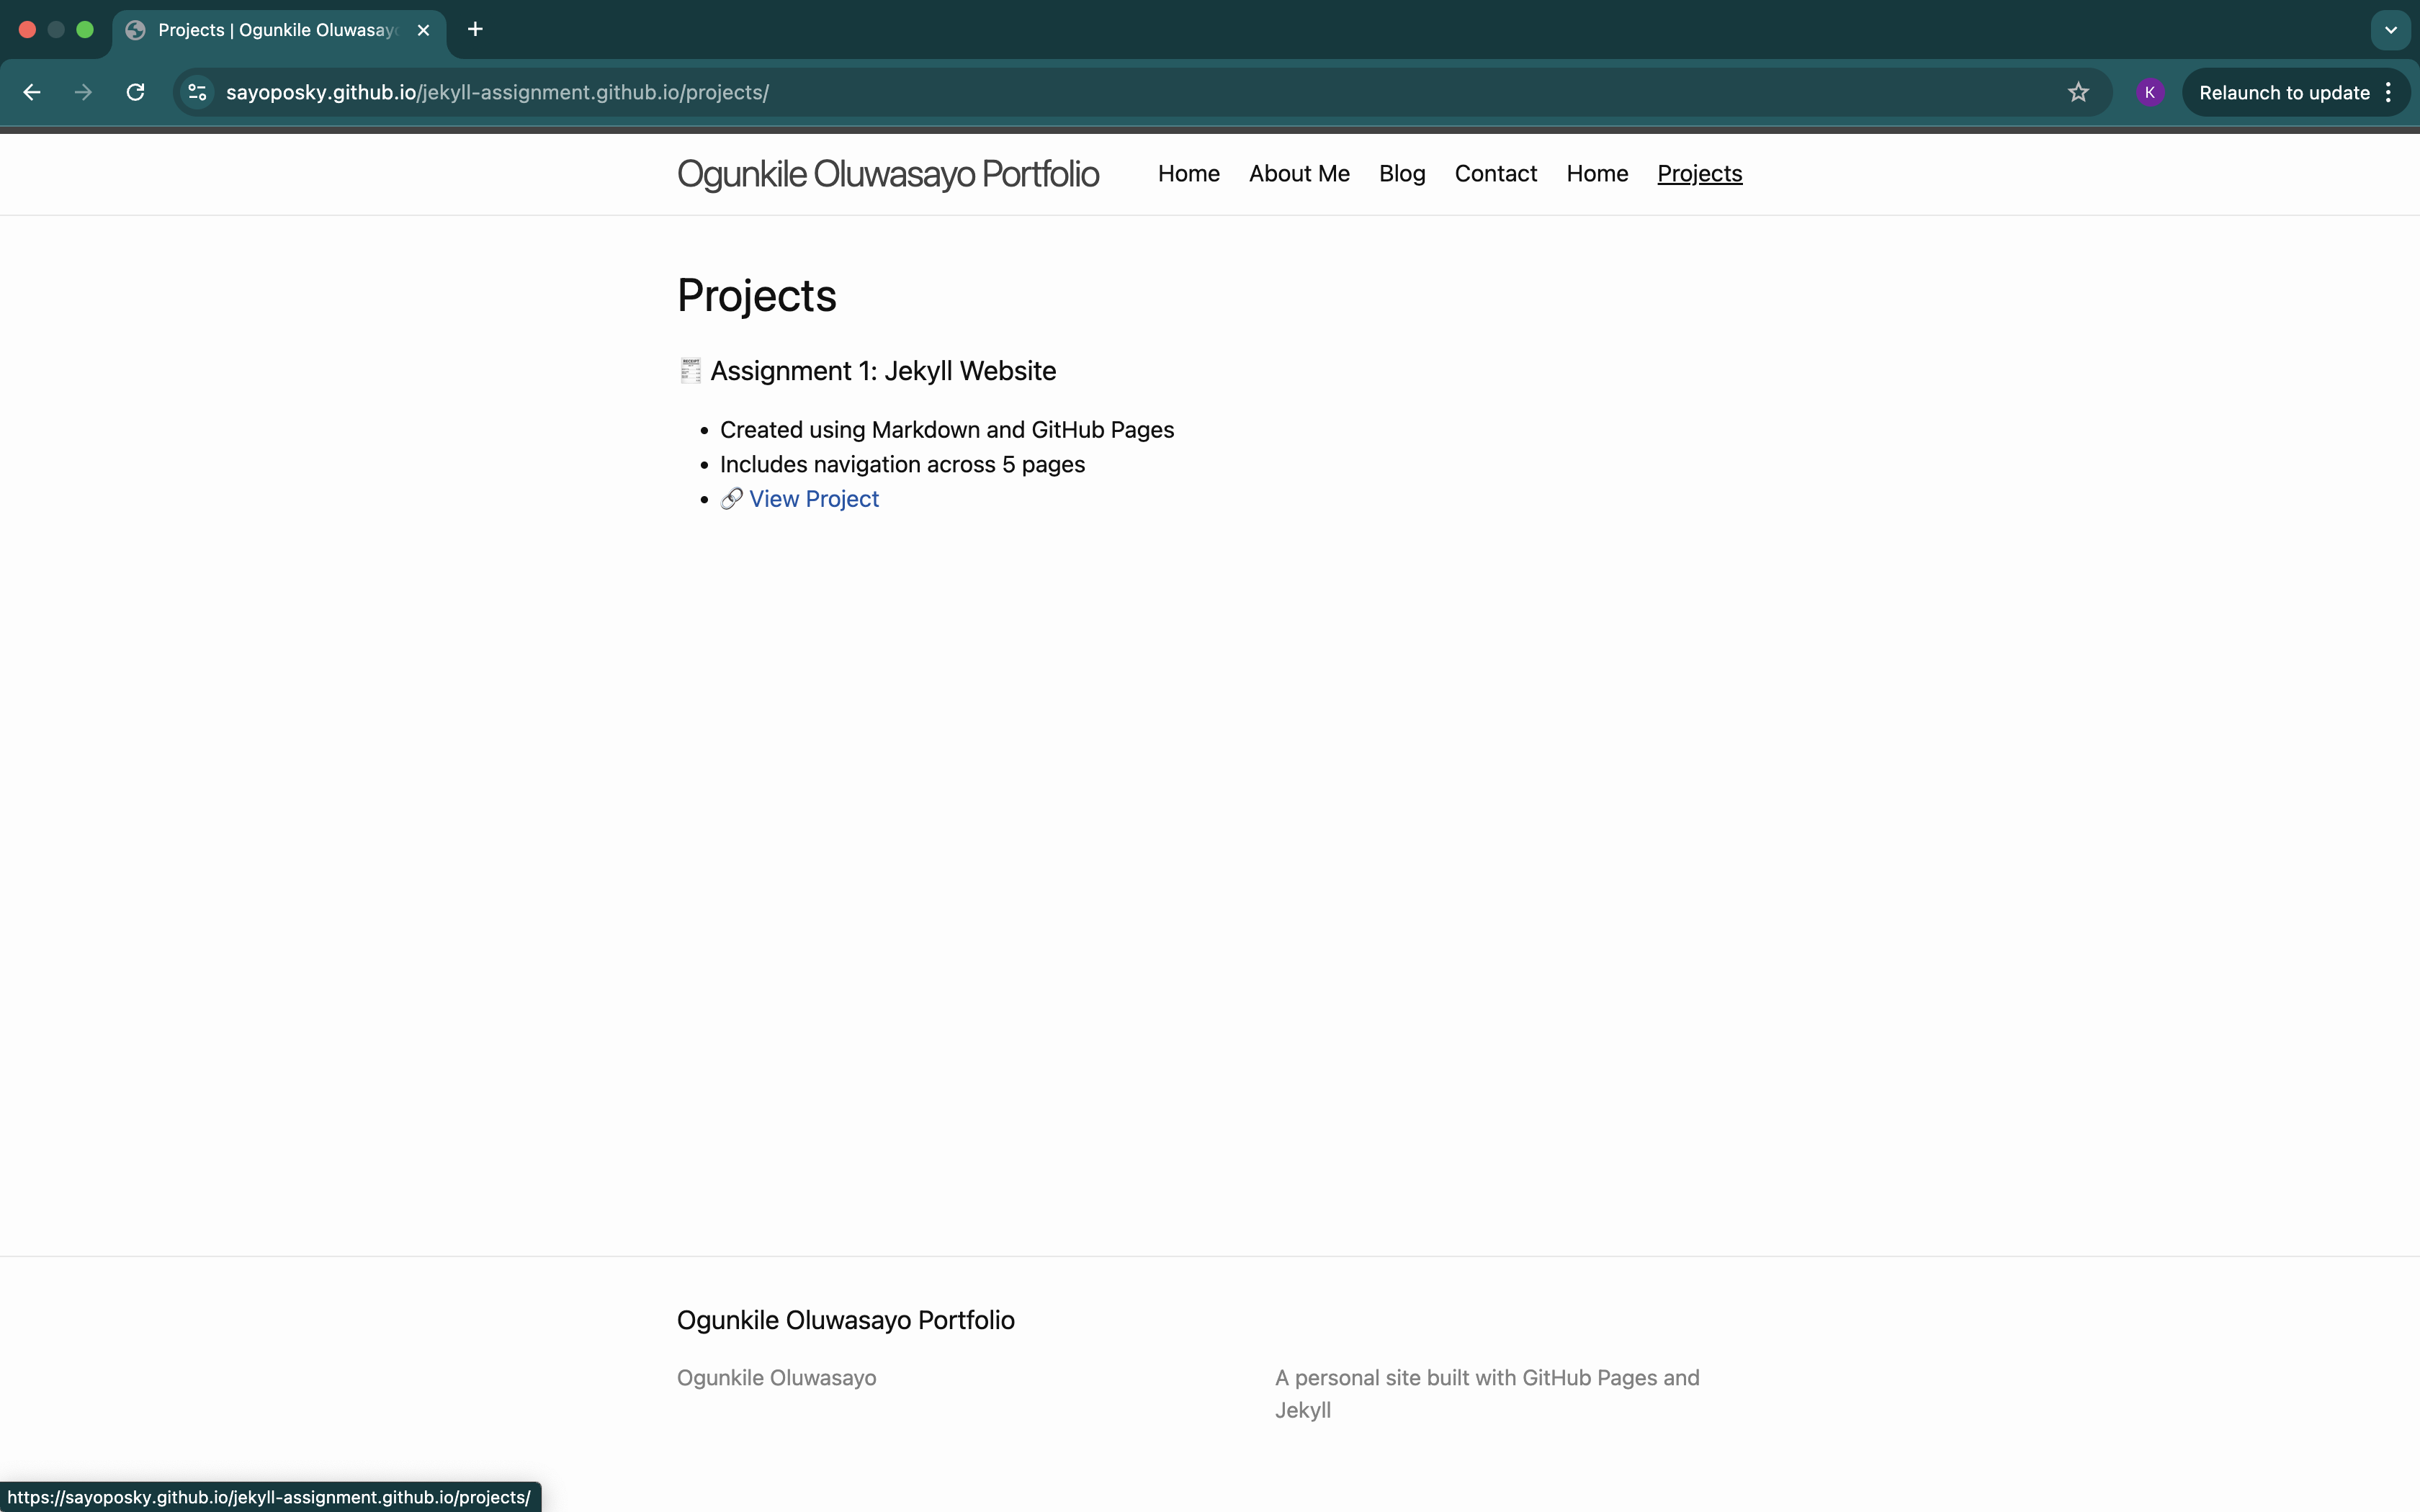 Projects | Ogunkile Oluwasayo
sayoposky.github.io/jekyll-assignment.github.io/projects/
K
Relaunch to update
Ogunkile Oluwasayo Portfolio
Home About Me Blog Contact Home Projects
Projects
🧾 Assignment 1: Jekyll Website
• Created using Markdown and GitHub Pages
• Includes navigation across 5 pages
• 🔗 View Project
Ogunkile Oluwasayo Portfolio
Ogunkile Oluwasayo
A personal site built with GitHub Pages and
Jekyll
https://sayoposky.github.io/jekyll-assignment.github.io/projects/